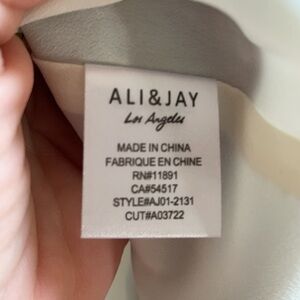 ALI&JAY
Los Angeles
MADE IN CHINA
FABRIQUE EN CHINE
RN#11891
CA#54517
STYLE#AJ01-2131
CUT#A03722